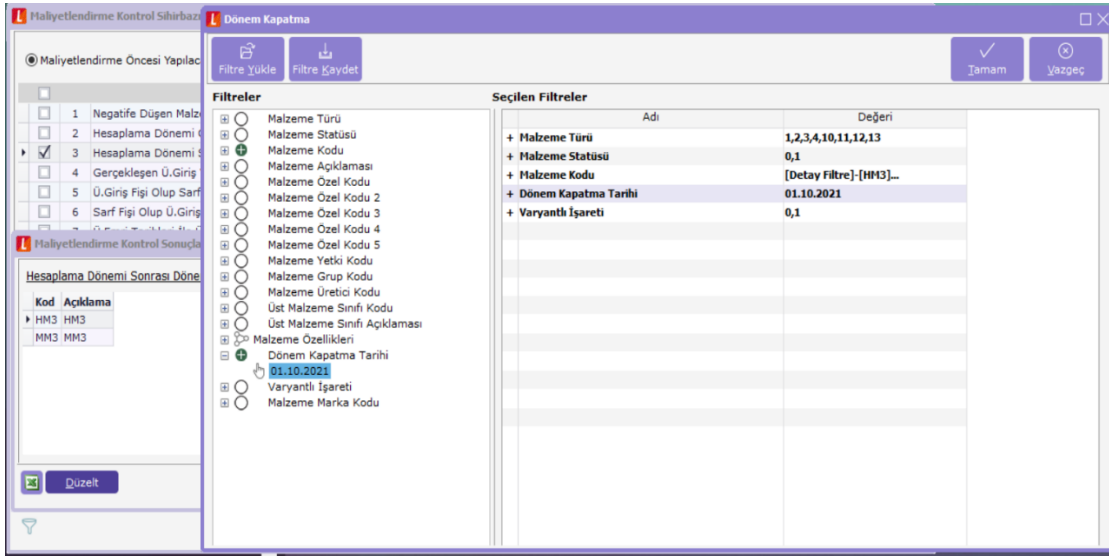 Maliyetlendirme Kontrol Sihirbazı
Maliyetlendirme Öncesi Yapılac
1 Negatife Düşen Malz
2 Hesaplama Dönemi
3 Hesaplama Dönemi S
4 Gerçekleşen Ü.Giriş
5 Ü.Giriş Fişi Olup Sarf
6 Sarf Fişi Olup Ü.Giriş
Maliyetlendirme Kontrol Sonuçla
Hesaplama Dönemi Sonrası Döne
Kod Açıklama
HM3 HM3
MM3 MM3
Düzelt
Dönem Kapatma
Filtre Yükle
Filtre Kaydet
Tamam
Vazgeç
Filtreler
Malzeme Türü
Malzeme Statüsü
Malzeme Kodu
Malzeme Açıklaması
Malzeme Özel Kodu
Malzeme Özel Kodu 2
Malzeme Özel Kodu 3
Malzeme Özel Kodu 4
Malzeme Özel Kodu 5
Malzeme Yetki Kodu
Malzeme Grup Kodu
Malzeme Üretici Kodu
Üst Malzeme Sınıfı Kodu
Üst Malzeme Sınıfı Açıklaması
Malzeme Özellikleri
Dönem Kapatma Tarihi
01.10.2021
Varyantlı İşareti
Malzeme Marka Kodu
Seçilen Filtreler
Adı Değeri
+ Malzeme Türü 1,2,3,4,10,11,12,13
+ Malzeme Statüsü 0,1
+ Malzeme Kodu [Detay Filtre]-[HM3]...
+ Dönem Kapatma Tarihi 01.10.2021
+ Varyantlı İşareti 0,1